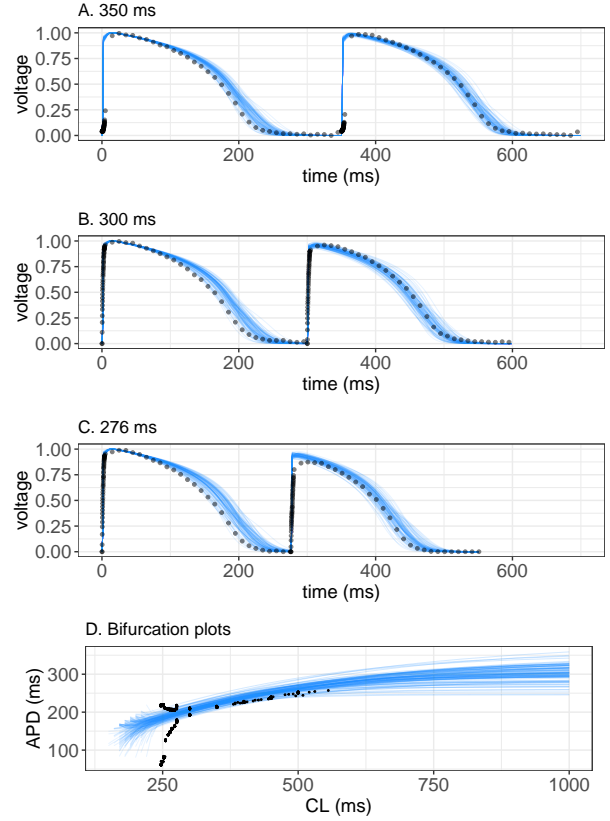 A. 350 ms
voltage
1.00
0.75
0.50
0.25
0.00
0 200 400 600
time (ms)
B. 300 ms
voltage
1.00
0.75
0.50
0.25
0.00
0 200 400 600
time (ms)
C. 276 ms
voltage
1.00
0.75
0.50
0.25
0.00
0 200 400 600
time (ms)
D. Bifurcation plots
APD (ms)
300
200
100
250 500 750 1000
CL (ms)